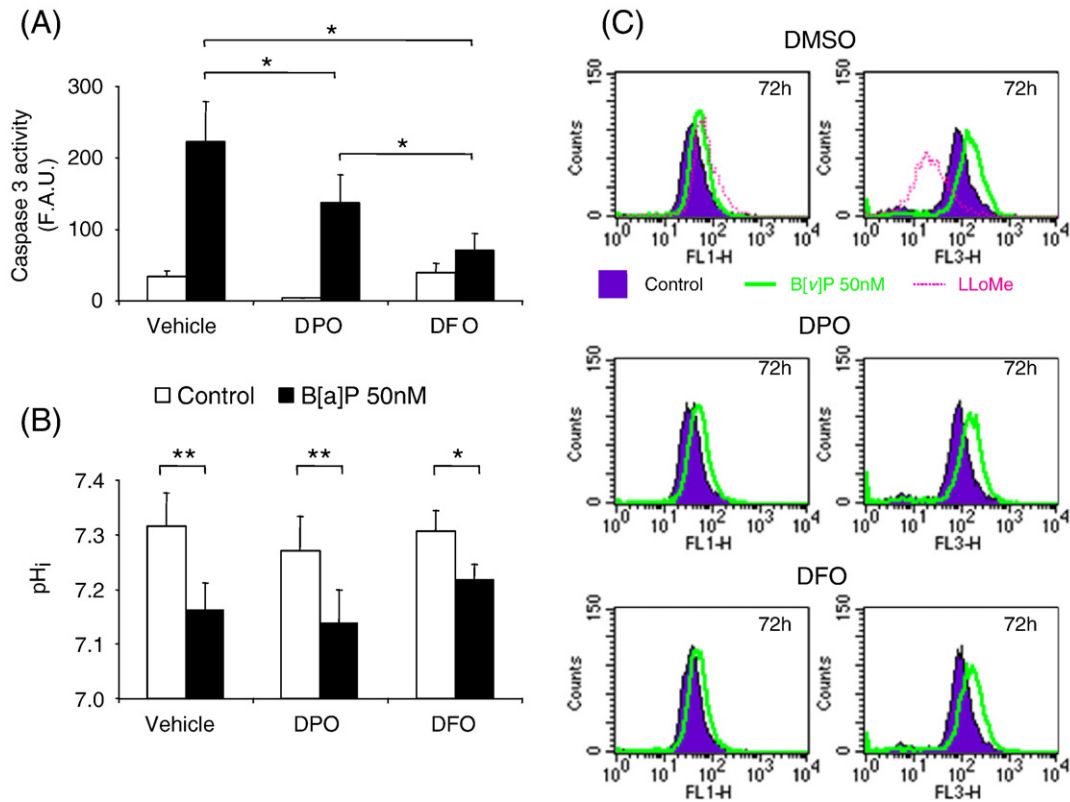 (A)
*
*
*
Caspase 3 activity
(F.A.U.)
300
200
100
0
Vehicle DPO DFO
Control B[a]P 50nM
(B)
** ** *
pHi
7.4
7.3
7.2
7.1
7.0
Vehicle DPO DFO
(C)
DMSO
150 72h
Counts
0
10^0 10^1 10^2 10^3 10^4
FL1-H
150 72h
Counts
0
10^0 10^1 10^2 10^3 10^4
FL3-H
Control B[v]P 50nM LLoMe
DPO
150 72h
Counts
0
10^0 10^1 10^2 10^3 10^4
FL1-H
150 72h
Counts
0
10^0 10^1 10^2 10^3 10^4
FL3-H
DFO
150 72h
Counts
0
10^0 10^1 10^2 10^3 10^4
FL1-H
150 72h
Counts
0
10^0 10^1 10^2 10^3 10^4
FL3-H